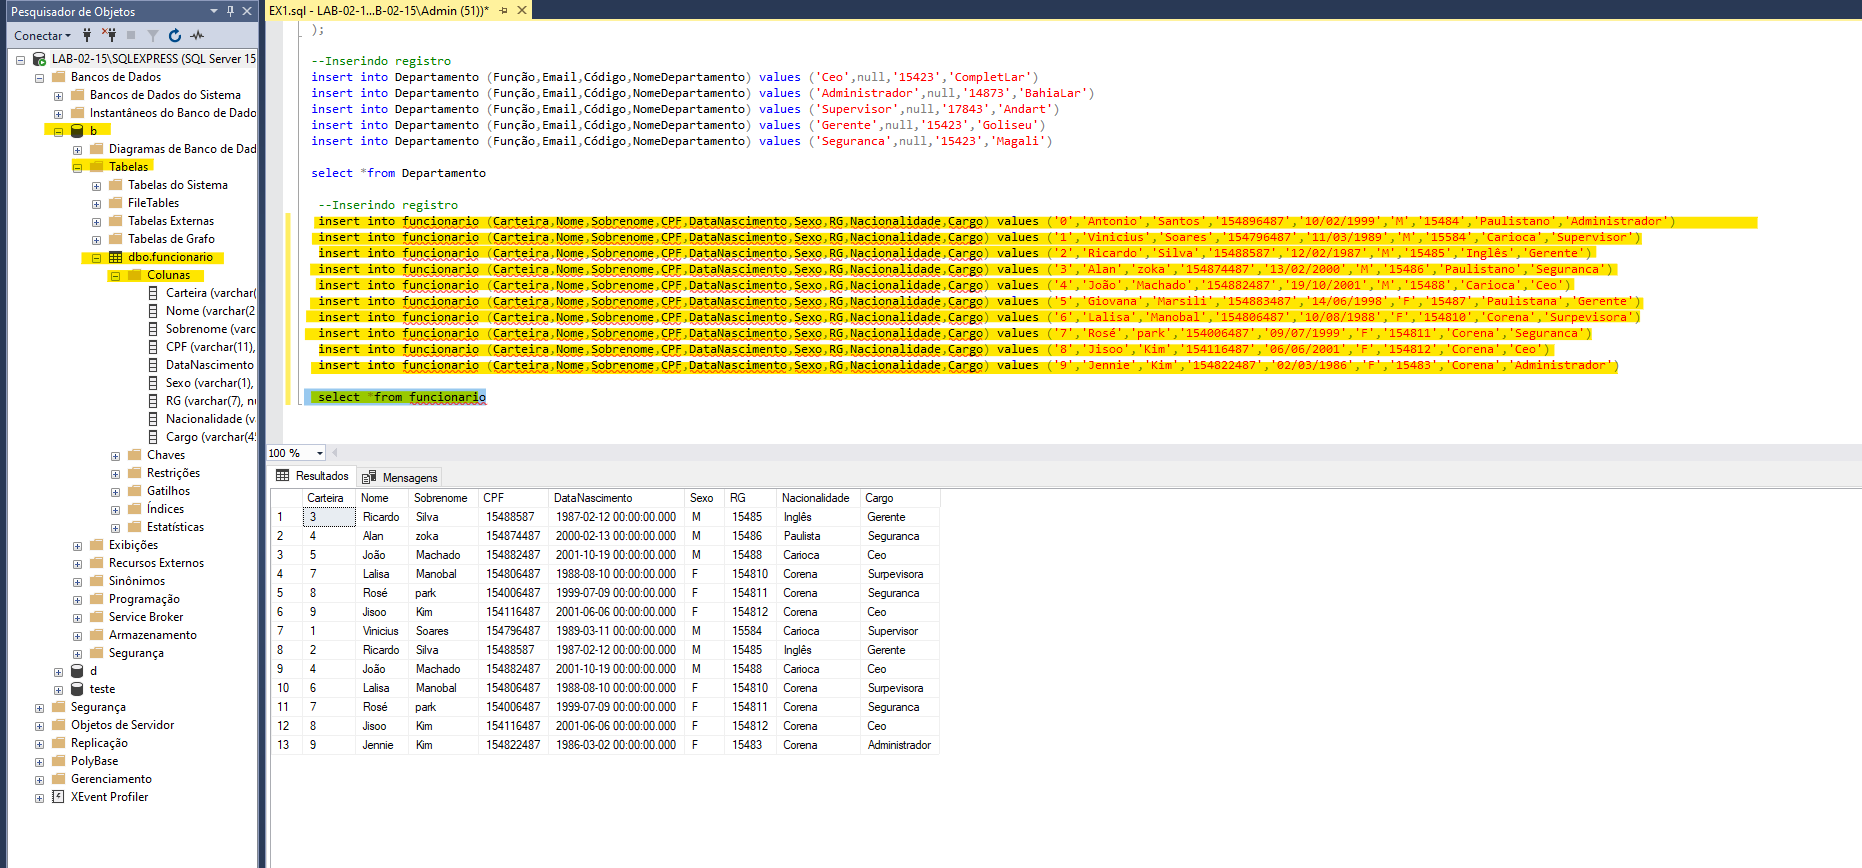 Pesquisador de Objetos
Conectar
LAB-02-15\SQLEXPRESS (SQL Server 15
Bancos de Dados
Bancos de Dados do Sistema
Instantâneos do Banco de Dado
b
Diagramas de Banco de Dad
Tabelas
Tabelas do Sistema
FileTables
Tabelas Externas
Tabelas de Grafo
dbo.funcionario
Colunas
Carteira (varchar(
Nome (varchar(2
Sobrenome (varc
CPF (varchar(11),
DataNascimento
Sexo (varchar(1),
RG (varchar(7), nu
Nacionalidade (v
Cargo (varchar(45
Chaves
Restrições
Gatilhos
Índices
Estatísticas
Exibições
Recursos Externos
Sinônimos
Programação
Service Broker
Armazenamento
Segurança
d
teste
Segurança
Objetos de Servidor
Replicação
PolyBase
Gerenciamento
XEvent Profiler
EX1.sql - LAB-02-1...B-02-15\Admin (51))*
);
--Inserindo registro
insert into Departamento (Função,Email,Código,NomeDepartamento) values ('Ceo',null,'15423','CompletLar')
insert into Departamento (Função,Email,Código,NomeDepartamento) values ('Administrador',null,'14873','BahiaLar')
insert into Departamento (Função,Email,Código,NomeDepartamento) values ('Supervisor',null,'17843','Andart')
insert into Departamento (Função,Email,Código,NomeDepartamento) values ('Gerente',null,'15423','Goliseu')
insert into Departamento (Função,Email,Código,NomeDepartamento) values ('Seguranca',null,'15423','Magali')
select *from Departamento
--Inserindo registro
insert into funcionario (Carteira,Nome,Sobrenome,CPF,DataNascimento,Sexo,RG,Nacionalidade,Cargo) values ('0','Antonio','Santos','154896487','10/02/1999','M','15484','Paulistano','Administrador')
insert into funcionario (Carteira,Nome,Sobrenome,CPF,DataNascimento,Sexo,RG,Nacionalidade,Cargo) values ('1','Vinicius','Soares','154796487','11/03/1989','M','15584','Carioca','Supervisor')
insert into funcionario (Carteira,Nome,Sobrenome,CPF,DataNascimento,Sexo,RG,Nacionalidade,Cargo) values ('2','Ricardo','Silva','15488587','12/02/1987','M','15485','Inglês','Gerente')
insert into funcionario (Carteira,Nome,Sobrenome,CPF,DataNascimento,Sexo,RG,Nacionalidade,Cargo) values ('3','Alan','zoka','154874487','13/02/2000','M','15486','Paulistano','Seguranca')
insert into funcionario (Carteira,Nome,Sobrenome,CPF,DataNascimento,Sexo,RG,Nacionalidade,Cargo) values ('4','João','Machado','154882487','19/10/2001','M','15488','Carioca','Ceo')
insert into funcionario (Carteira,Nome,Sobrenome,CPF,DataNascimento,Sexo,RG,Nacionalidade,Cargo) values ('5','Giovana','Marsili','154883487','14/06/1998','F','15487','Paulistana','Gerente')
insert into funcionario (Carteira,Nome,Sobrenome,CPF,DataNascimento,Sexo,RG,Nacionalidade,Cargo) values ('6','Lalisa','Manobal','154806487','10/08/1988','F','154810','Corena','Surpevisora')
insert into funcionario (Carteira,Nome,Sobrenome,CPF,DataNascimento,Sexo,RG,Nacionalidade,Cargo) values ('7','Rosé','park','154006487','09/07/1999','F','154811','Corena','Seguranca')
insert into funcionario (Carteira,Nome,Sobrenome,CPF,DataNascimento,Sexo,RG,Nacionalidade,Cargo) values ('8','Jisoo','Kim','154116487','06/06/2001','F','154812','Corena','Ceo')
insert into funcionario (Carteira,Nome,Sobrenome,CPF,DataNascimento,Sexo,RG,Nacionalidade,Cargo) values ('9','Jennie','Kim','154822487','02/03/1986','F','15483','Corena','Administrador')
select *from funcionario
100 %
Resultados Mensagens
Carteira Nome Sobrenome CPF DataNascimento Sexo RG Nacionalidade Cargo
1 3 Ricardo Silva 15488587 1987-02-12 00:00:00.000 M 15485 Inglês Gerente
2 4 Alan zoka 154874487 2000-02-13 00:00:00.000 M 15486 Paulista Seguranca
3 5 João Machado 154882487 2001-10-19 00:00:00.000 M 15488 Carioca Ceo
4 7 Lalisa Manobal 154806487 1988-08-10 00:00:00.000 F 154810 Corena Surpevisora
5 8 Rosé park 154006487 1999-07-09 00:00:00.000 F 154811 Corena Seguranca
6 9 Jisoo Kim 154116487 2001-06-06 00:00:00.000 F 154812 Corena Ceo
7 1 Vinicius Soares 154796487 1989-03-11 00:00:00.000 M 15584 Carioca Supervisor
8 2 Ricardo Silva 15488587 1987-02-12 00:00:00.000 M 15485 Inglês Gerente
9 4 João Machado 154882487 2001-10-19 00:00:00.000 M 15488 Carioca Ceo
10 6 Lalisa Manobal 154806487 1988-08-10 00:00:00.000 F 154810 Corena Surpevisora
11 7 Rosé park 154006487 1999-07-09 00:00:00.000 F 154811 Corena Seguranca
12 8 Jisoo Kim 154116487 2001-06-06 00:00:00.000 F 154812 Corena Ceo
13 9 Jennie Kim 154822487 1986-03-02 00:00:00.000 F 15483 Corena Administrador